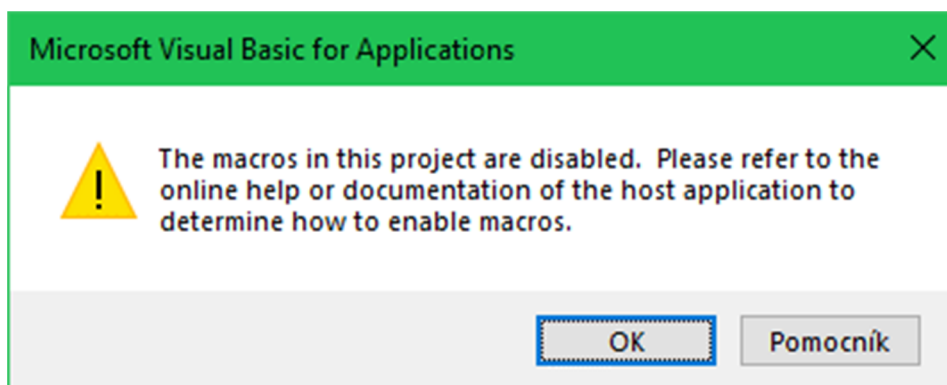 Microsoft Visual Basic for Applications
The macros in this project are disabled.  Please refer to the
online help or documentation of the host application to
determine how to enable macros.
OK
Pomocník